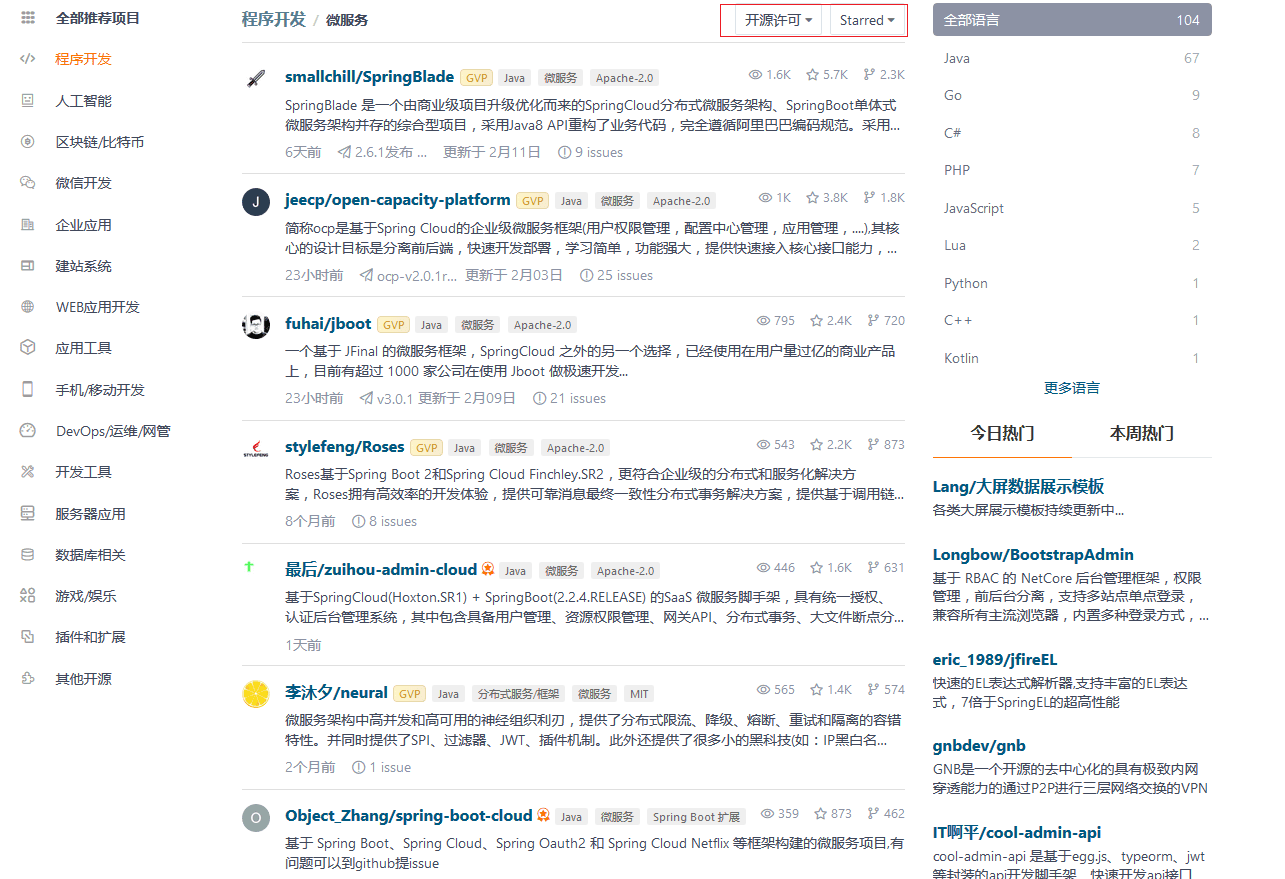 全部推荐项目
程序开发
人工智能
区块链/比特币
微信开发
企业应用
建站系统
WEB应用开发
应用工具
手机/移动开发
DevOps/运维/网管
开发工具
服务器应用
数据库相关
游戏/娱乐
插件和扩展
其他开源
程序开发 / 微服务
开源许可 Starred
smallchill/SpringBlade GVP Java 微服务 Apache-2.0 1.6K 5.7K 2.3K
SpringBlade 是一个由商业级项目升级优化而来的SpringCloud分布式微服务架构、SpringBoot单体式
微服务架构并存的综合型项目，采用Java8 API重构了业务代码，完全遵循阿里巴巴编码规范。采用...
6天前 2.6.1发布 ... 更新于 2月11日 9 issues
J jeecp/open-capacity-platform GVP Java 微服务 Apache-2.0 1K 3.8K 1.8K
简称ocp是基于Spring Cloud的企业级微服务框架(用户权限管理，配置中心管理，应用管理，....),其核
心的设计目标是分离前后端，快速开发部署，学习简单，功能强大，提供快速接入核心接口能力，...
23小时前 ocp-v2.0.1r... 更新于 2月03日 25 issues
fuhai/jboot GVP Java 微服务 Apache-2.0 795 2.4K 720
一个基于 JFinal 的微服务框架，SpringCloud 之外的另一个选择，已经使用在用户量过亿的商业产品
上，目前有超过 1000 家公司在使用 Jboot 做极速开发...
23小时前 v3.0.1 更新于 2月09日 21 issues
STYLEFENG stylefeng/Roses GVP Java 微服务 Apache-2.0 543 2.2K 873
Roses基于Spring Boot 2和Spring Cloud Finchley.SR2，更符合企业级的分布式和服务化解决方
案，Roses拥有高效率的开发体验，提供可靠消息最终一致性分布式事务解决方案，提供基于调用链...
8个月前 8 issues
最后/zuihou-admin-cloud Java 微服务 Apache-2.0 446 1.6K 631
基于SpringCloud(Hoxton.SR1) + SpringBoot(2.2.4.RELEASE) 的SaaS 微服务脚手架，具有统一授权、
认证后台管理系统，其中包含具备用户管理、资源权限管理、网关API、分布式事务、大文件断点分...
1天前
李沐夕/neural GVP Java 分布式服务/框架 微服务 MIT 565 1.4K 574
微服务架构中高并发和高可用的神经组织利刃，提供了分布式限流、降级、熔断、重试和隔离的容错
特性。并同时提供了SPI、过滤器、JWT、插件机制。此外还提供了很多小的黑科技(如：IP黑白名...
2个月前 1 issue
O Object_Zhang/spring-boot-cloud Java 微服务 Spring Boot 扩展 359 873 462
基于 Spring Boot、Spring Cloud、Spring Oauth2 和 Spring Cloud Netflix 等框架构建的微服务项目,有
问题可以到github提issue
全部语言 104
Java 67
Go 9
C# 8
PHP 7
JavaScript 5
Lua 2
Python 1
C++ 1
Kotlin 1
更多语言
今日热门 本周热门
Lang/大屏数据展示模板
各类大屏展示模板持续更新中...
Longbow/BootstrapAdmin
基于 RBAC 的 NetCore 后台管理框架，权限
管理，前后台分离，支持多站点单点登录，
兼容所有主流浏览器，内置多种登录方式，...
eric_1989/jfireEL
快速的EL表达式解析器,支持丰富的EL表达
式，7倍于SpringEL的超高性能
gnbdev/gnb
GNB是一个开源的去中心化的具有极致内网
穿透能力的通过P2P进行三层网络交换的VPN
IT啊平/cool-admin-api
cool-admin-api 是基于egg.js、typeorm、jwt
等封装的api开发脚手架、快速开发api接口